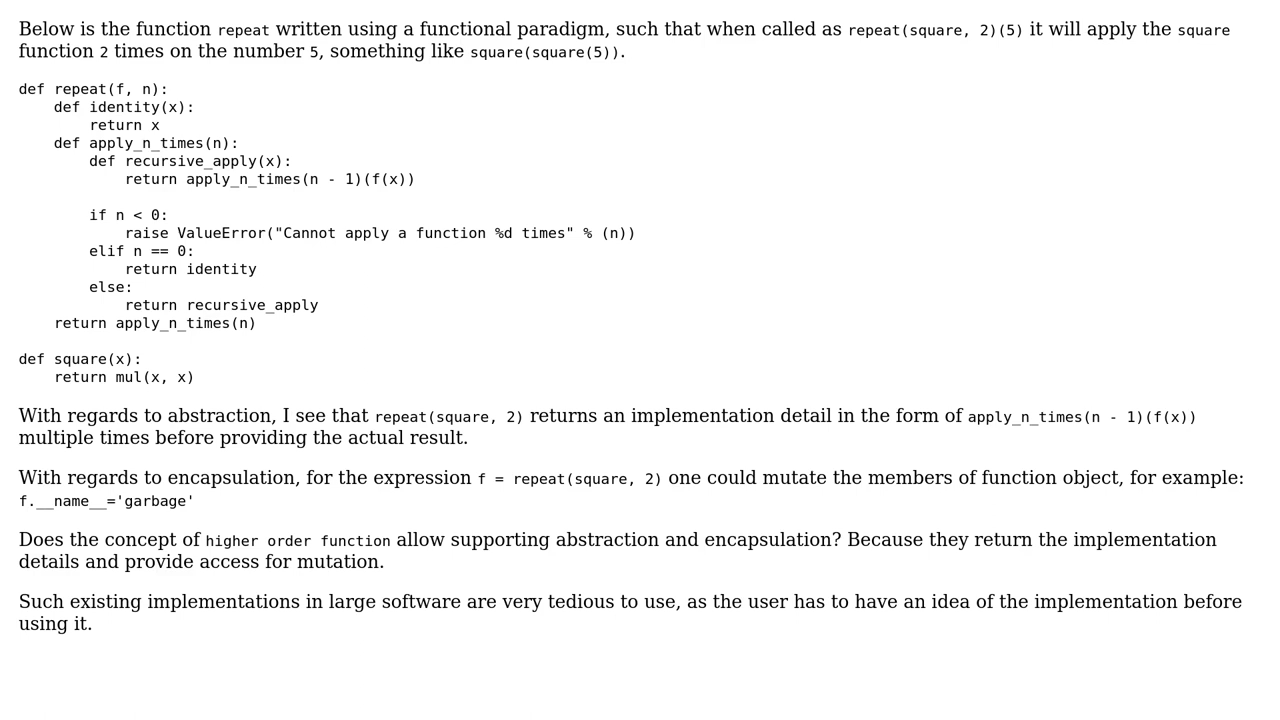 Below is the function repeat written using a functional paradigm, such that when called as repeat(square, 2)(5) it will apply the square
function 2 times on the number 5, something like square(square(5)).
def repeat(f, n):
    def identity(x):
        return x
    def apply_n_times(n):
        def recursive_apply(x):
            return apply_n_times(n - 1)(f(x))
        if n < 0:
            raise ValueError("Cannot apply a function %d times" % (n))
        elif n == 0:
            return identity
        else:
            return recursive_apply
    return apply_n_times(n)
def square(x):
    return mul(x, x)
With regards to abstraction, I see that repeat(square, 2) returns an implementation detail in the form of apply_n_times(n - 1)(f(x))
multiple times before providing the actual result.
With regards to encapsulation, for the expression f = repeat(square, 2) one could mutate the members of function object, for example:
f.__name__='garbage'
Does the concept of higher order function allow supporting abstraction and encapsulation? Because they return the implementation
details and provide access for mutation.
Such existing implementations in large software are very tedious to use, as the user has to have an idea of the implementation before
using it.